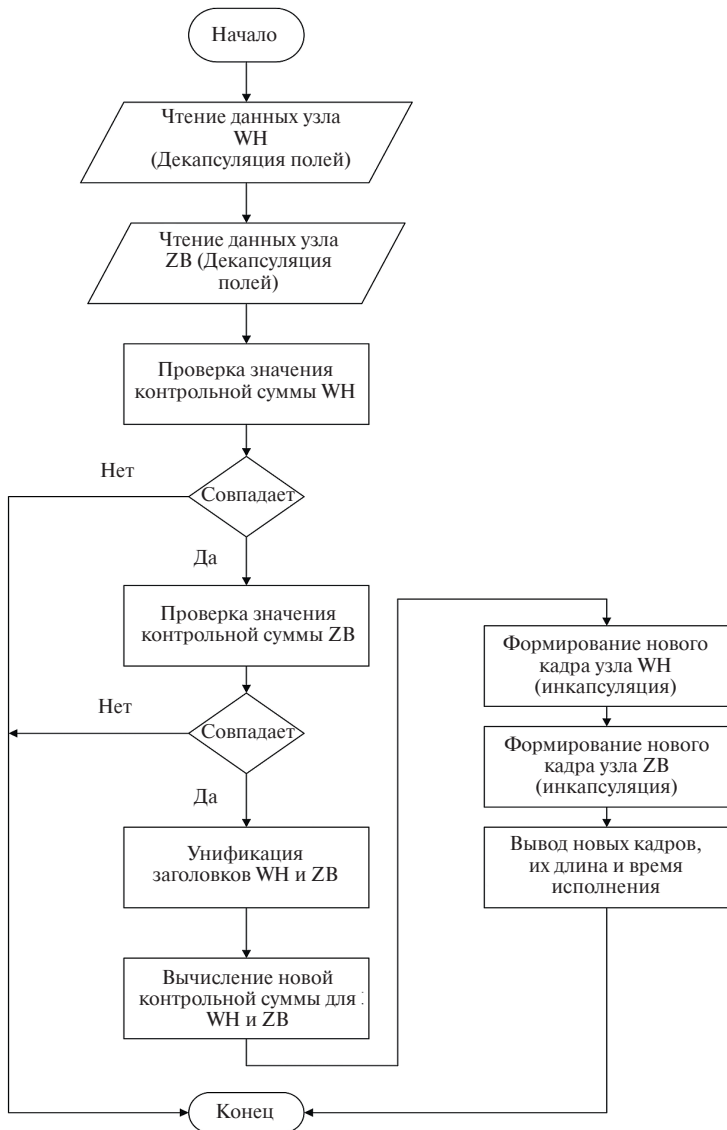 Начало
Чтение данных узла
WH
(Декапсуляция полей)
Чтение данных узла
ZB (Декапсуляция
полей)
Проверка значения
контрольной суммы WH
Нет
Совпадает
Да
Проверка значения
контрольной суммы ZB
Нет
Совпадает
Да
Унификация
заголовков WH и ZB
Вычисление новой
контрольной суммы для
WH и ZB
Формирование нового
кадра узла WH
(инкапсуляция)
Формирование нового
кадра узла ZB
(инкапсуляция)
Вывод новых кадров,
их длина и время
исполнения
Конец